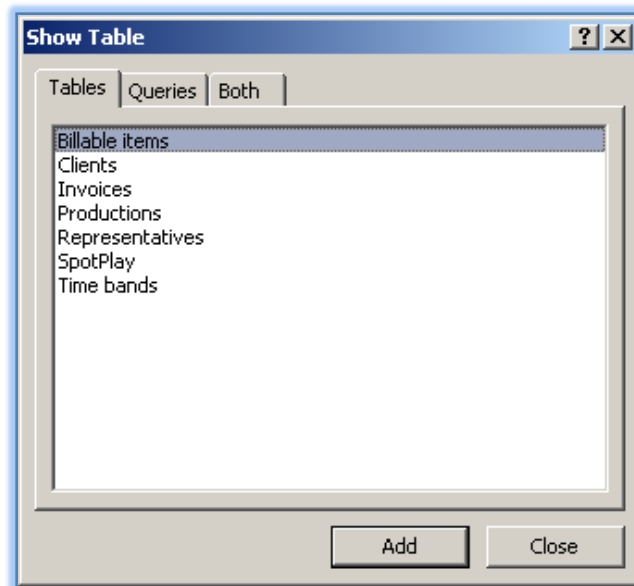 Show Table
Tables Queries Both
Billable items
Clients
Invoices
Productions
Representatives
SpotPlay
Time bands
Add Close